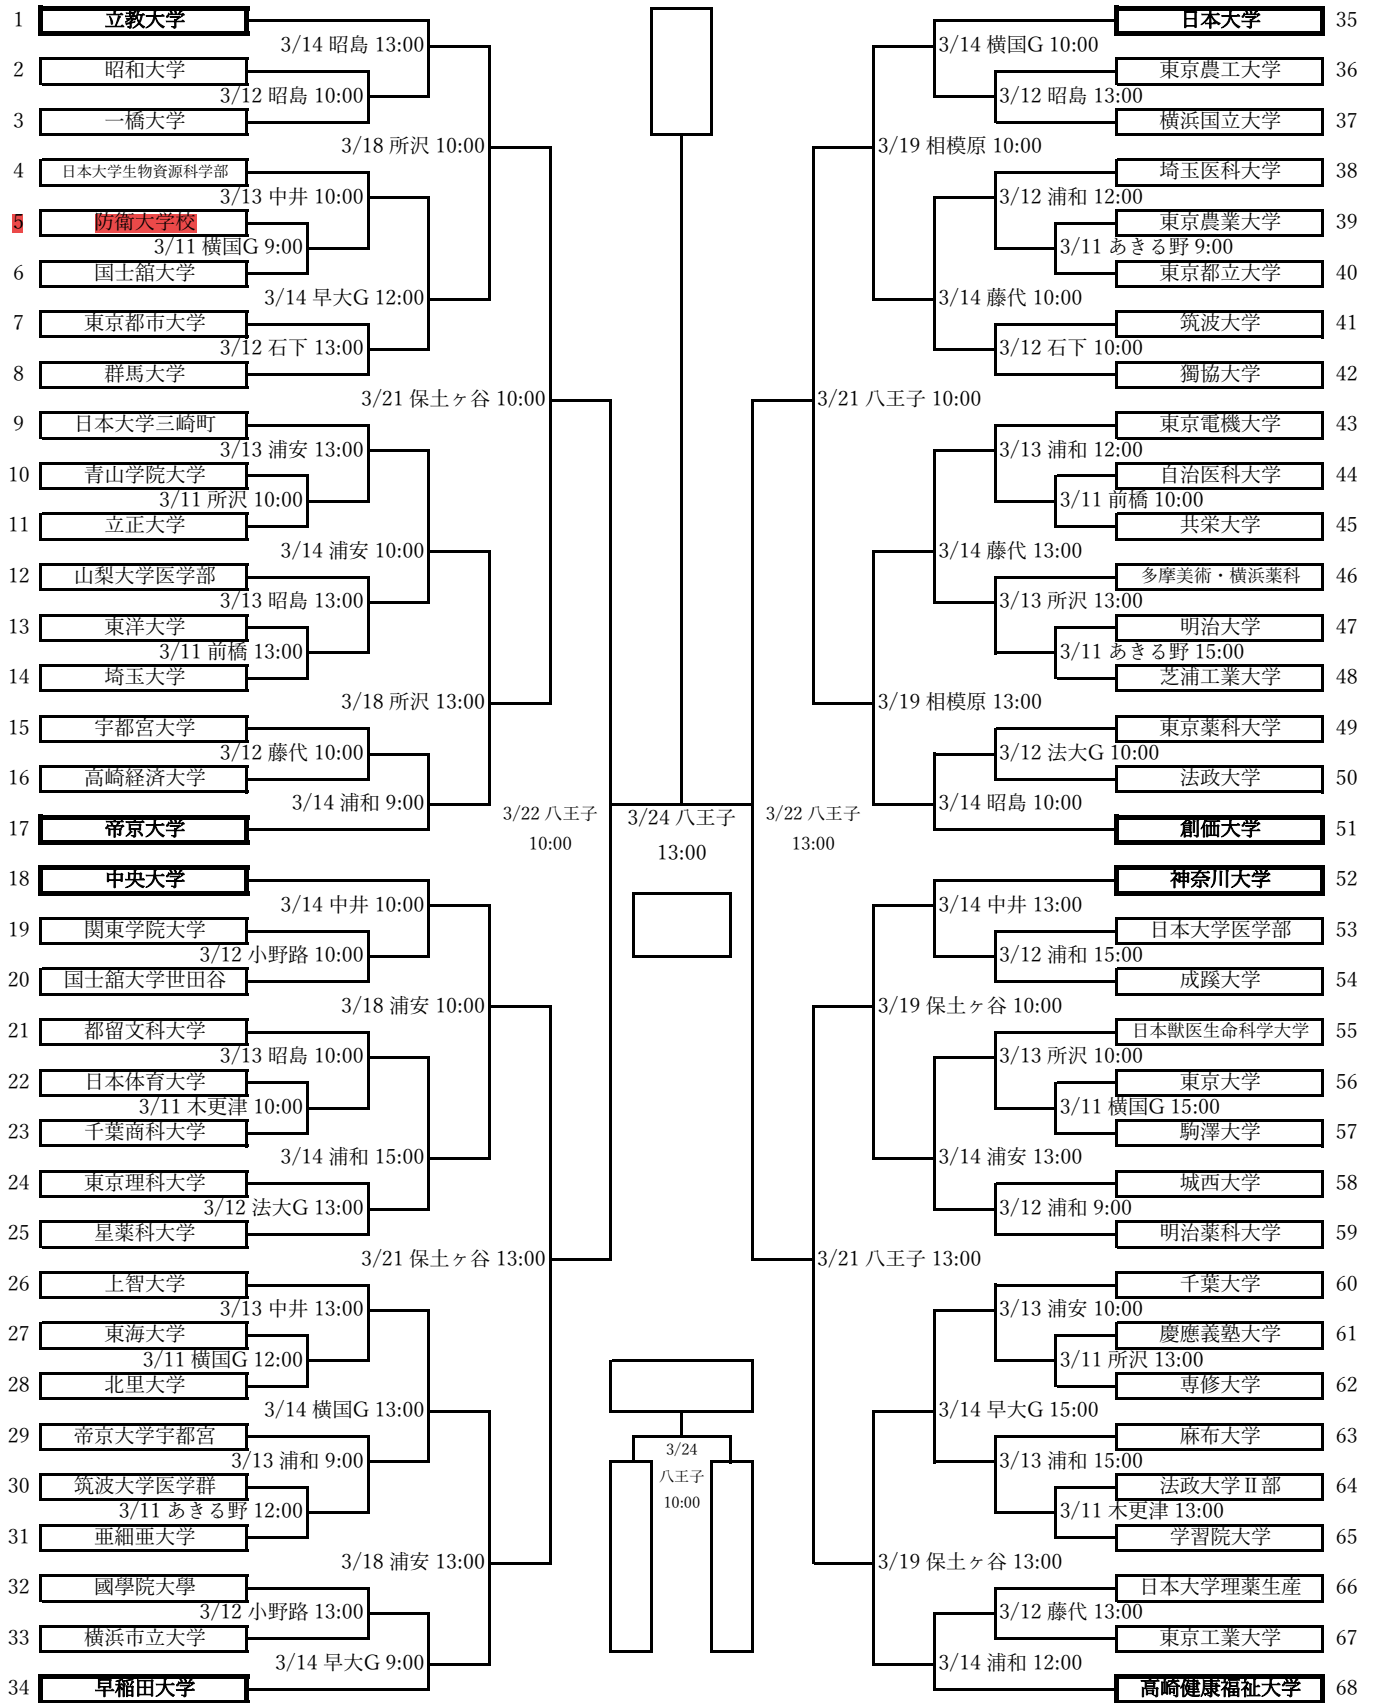 1 立教大学
3/14 昭島 13:00
2 昭和大学
3/12 昭島 10:00
3 一橋大学
3/18 所沢 10:00
4 日本大学生物資源科学部
3/13 中井 10:00
5 防衛大学校
3/11 横国G 9:00
6 国士舘大学
3/14 早大G 12:00
7 東京都市大学
3/12 石下 13:00
8 群馬大学
3/21 保土ヶ谷 10:00
9 日本大学三崎町
3/13 浦安 13:00
10 青山学院大学
3/11 所沢 10:00
11 立正大学
3/14 浦安 10:00
12 山梨大学医学部
3/13 昭島 13:00
13 東洋大学
3/11 前橋 13:00
14 埼玉大学
3/18 所沢 13:00
15 宇都宮大学
3/12 藤代 10:00
16 高崎経済大学
3/14 浦和 9:00
17 帝京大学
3/22 八王子
10:00
18 中央大学
3/14 中井 10:00
19 関東学院大学
3/12 小野路 10:00
20 国士舘大学世田谷
3/18 浦安 10:00
21 都留文科大学
3/13 昭島 10:00
22 日本体育大学
3/11 木更津 10:00
23 千葉商科大学
3/14 浦和 15:00
24 東京理科大学
3/12 法大G 13:00
25 星薬科大学
3/21 保土ヶ谷 13:00
26 上智大学
3/13 中井 13:00
27 東海大学
3/11 横国G 12:00
28 北里大学
3/14 横国G 13:00
29 帝京大学宇都宮
3/13 浦和 9:00
30 筑波大学医学群
3/11 あきる野 12:00
31 亜細亜大学
3/18 浦安 13:00
32 國學院大學
3/12 小野路 13:00
33 横浜市立大学
3/14 早大G 9:00
34 早稲田大学
3/24 八王子
13:00
3/24
八王子
10:00
日本大学 35
3/14 横国G 10:00
東京農工大学 36
3/12 昭島 13:00
横浜国立大学 37
3/19 相模原 10:00
埼玉医科大学 38
3/12 浦和 12:00
東京農業大学 39
3/11 あきる野 9:00
東京都立大学 40
3/14 藤代 10:00
筑波大学 41
3/12 石下 10:00
獨協大学 42
3/21 八王子 10:00
東京電機大学 43
3/13 浦和 12:00
自治医科大学 44
3/11 前橋 10:00
共栄大学 45
3/14 藤代 13:00
多摩美術・横浜薬科 46
3/13 所沢 13:00
明治大学 47
3/11 あきる野 15:00
芝浦工業大学 48
3/19 相模原 13:00
東京薬科大学 49
3/12 法大G 10:00
法政大学 50
3/14 昭島 10:00
創価大学 51
3/22 八王子
13:00
神奈川大学 52
3/14 中井 13:00
日本大学医学部 53
3/12 浦和 15:00
成蹊大学 54
3/19 保土ヶ谷 10:00
日本獣医生命科学大学 55
3/13 所沢 10:00
東京大学 56
3/11 横国G 15:00
駒澤大学 57
3/14 浦安 13:00
城西大学 58
3/12 浦和 9:00
明治薬科大学 59
3/21 八王子 13:00
千葉大学 60
3/13 浦安 10:00
慶應義塾大学 61
3/11 所沢 13:00
専修大学 62
3/14 早大G 15:00
麻布大学 63
3/13 浦和 15:00
法政大学Ⅱ部 64
3/11 木更津 13:00
学習院大学 65
3/19 保土ヶ谷 13:00
日本大学理薬生産 66
3/12 藤代 13:00
東京工業大学 67
3/14 浦和 12:00
高崎健康福祉大学 68